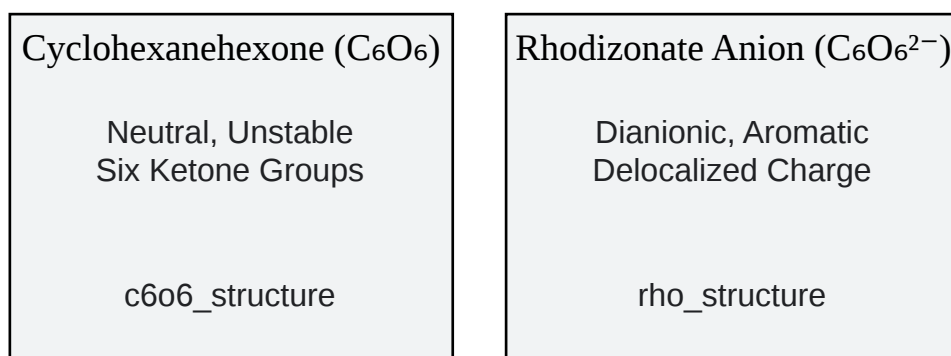 Cyclohexanehexone (C₆O₆)
Neutral, Unstable
Six Ketone Groups
c6o6_structure
Rhodizonate Anion (C₆O₆²⁻)
Dianionic, Aromatic
Delocalized Charge
rho_structure